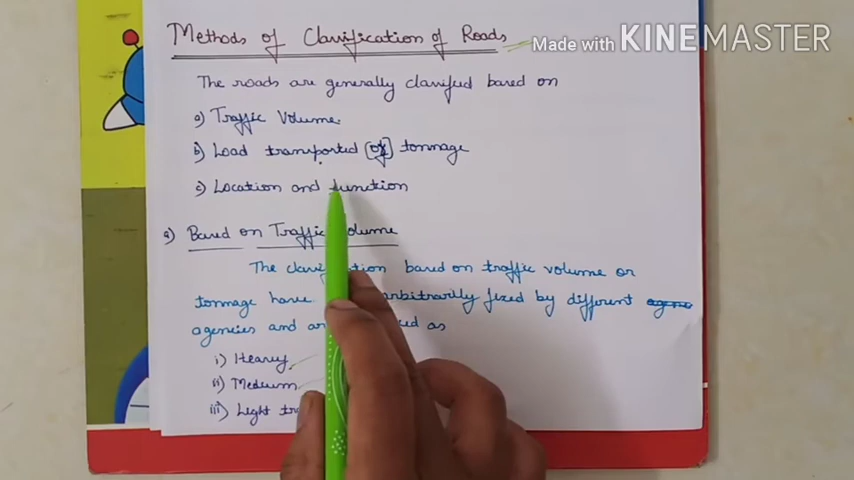 Methods of Classification of Roads
Made with KINEMASTER
The roads are generally classified based on
a) Traffic Volume.
b) Load transported [or] tonnage
c) Location and function
a) Based on Traffic Volume
The classification based on traffic volume or
tonnage have arbitrarily fixed by different
agencies and as
i) Heavy
ii) Medium
iii) Light